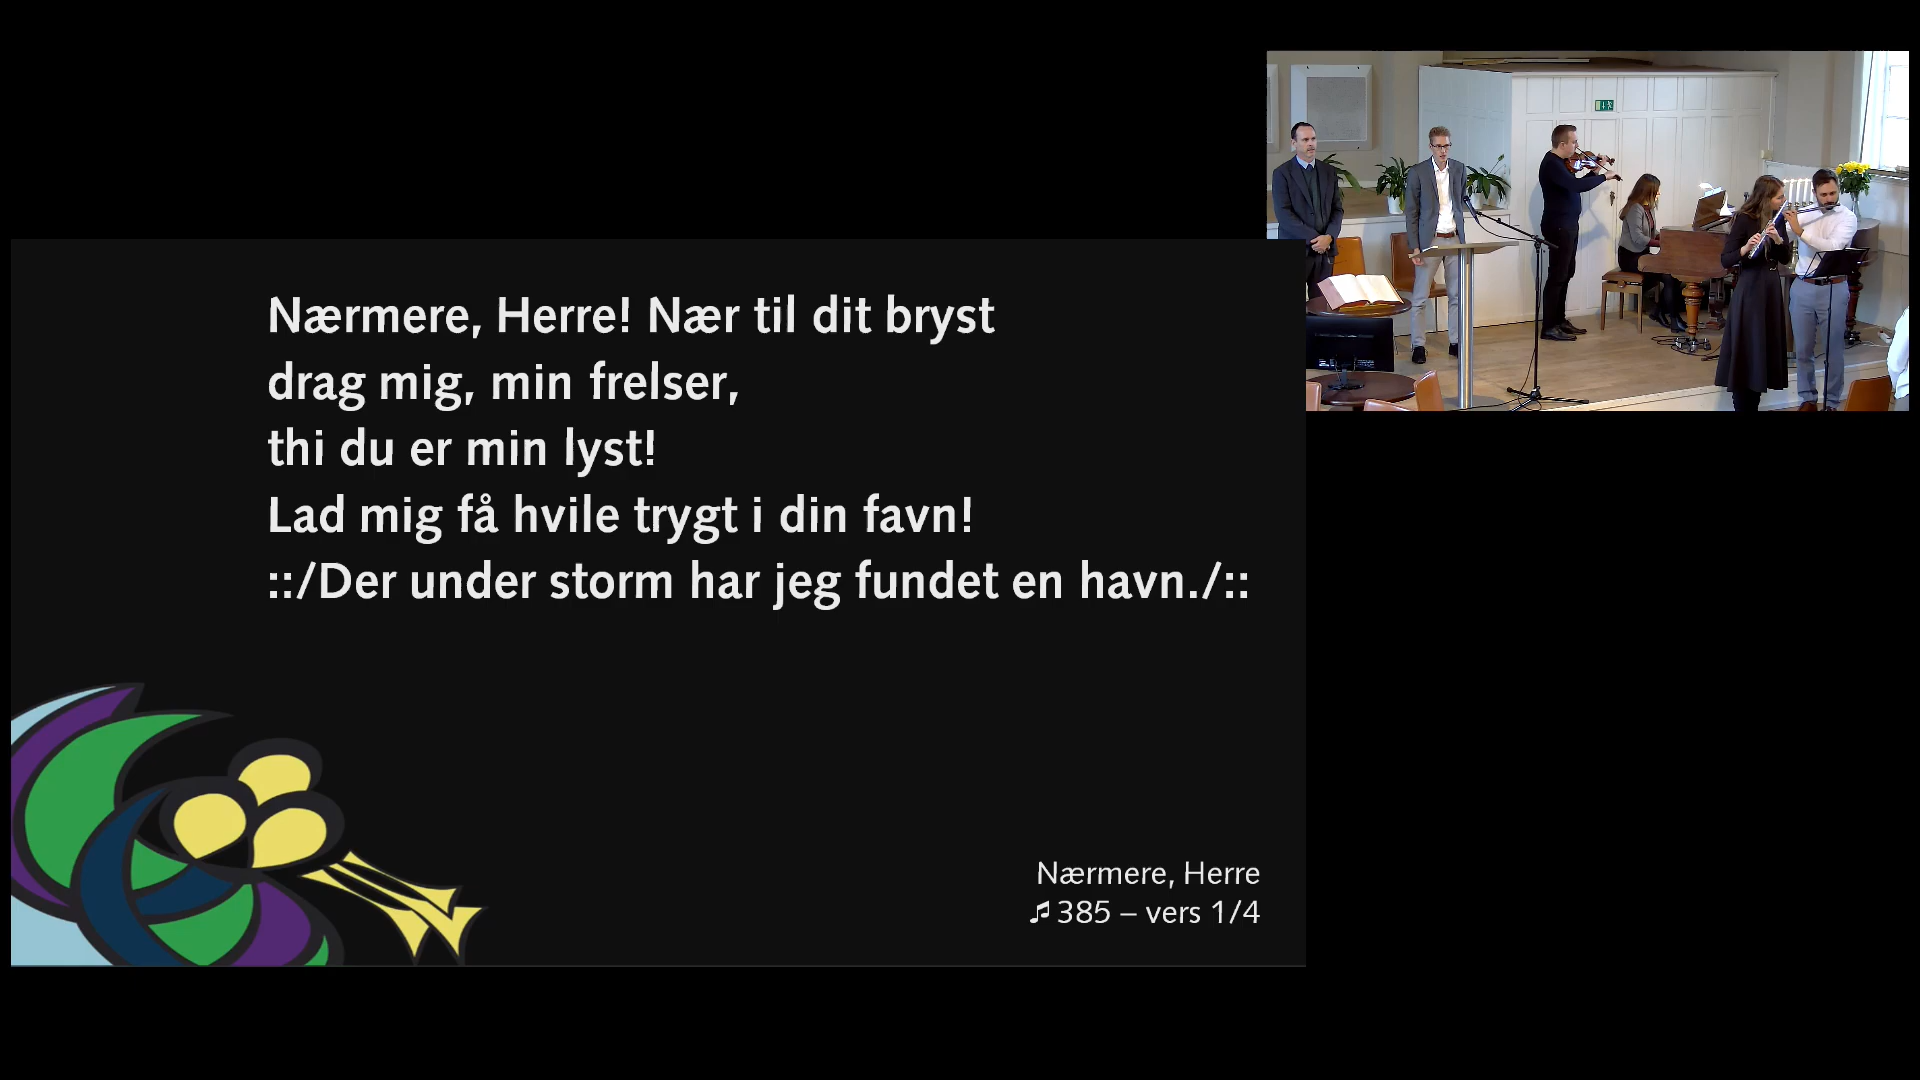 Nærmere, Herre! Nær til dit bryst
drag mig, min frelser,
thi du er min lyst!
Lad mig få hvile trygt i din favn!
::/Der under storm har jeg fundet en havn./::
Nærmere, Herre
♫ 385 – vers 1/4